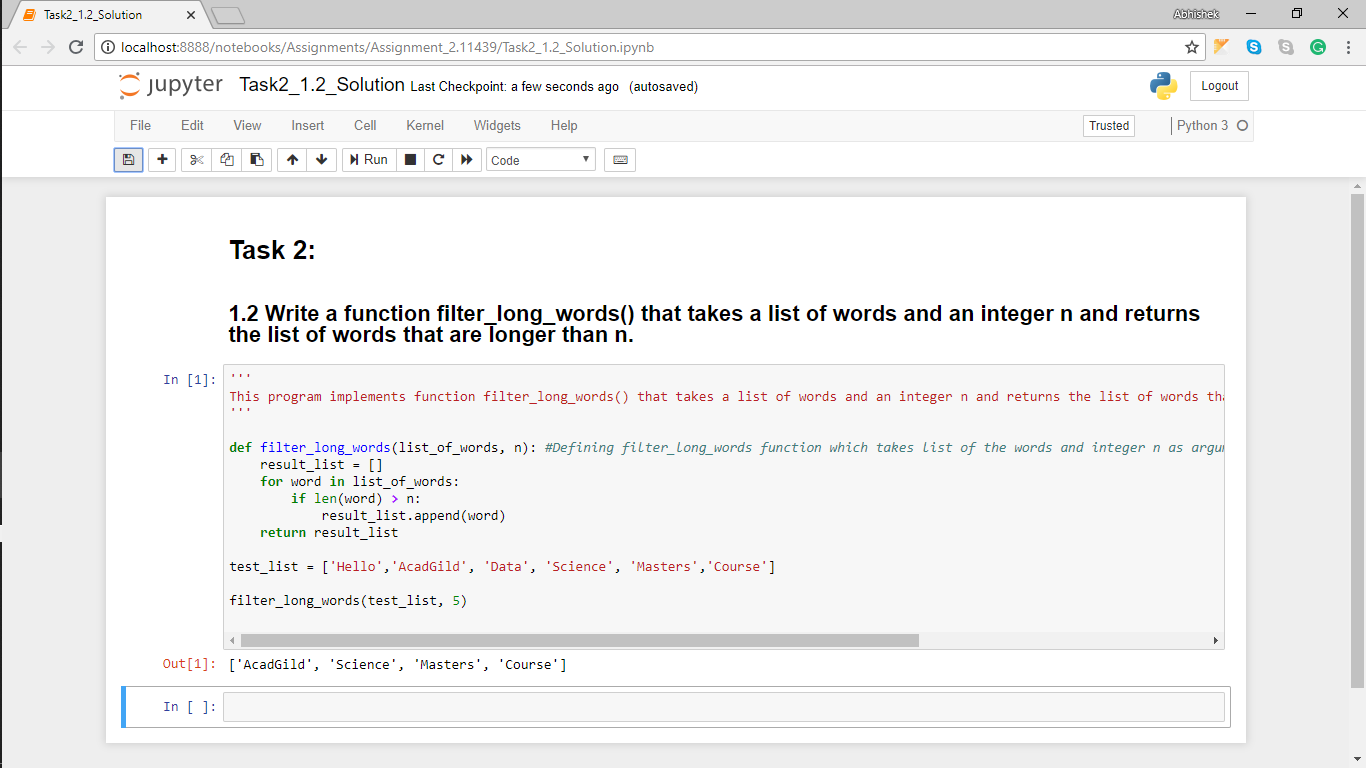 Task2_1.2_Solution
Abhishek
localhost:8888/notebooks/Assignments/Assignment_2.11439/Task2_1.2_Solution.ipynb
jupyter Task2_1.2_Solution Last Checkpoint: a few seconds ago (autosaved)
Logout
File Edit View Insert Cell Kernel Widgets Help
Trusted
Python 3
Run
Code
Task 2:
1.2 Write a function filter_long_words() that takes a list of words and an integer n and returns
the list of words that are longer than n.
In [1]:
'''
This program implements function filter_long_words() that takes a list of words and an integer n and returns the list of words th
'''
def filter_long_words(list_of_words, n): #Defining filter_long_words function which takes list of the words and integer n as argu
    result_list = []
    for word in list_of_words:
        if len(word) > n:
            result_list.append(word)
    return result_list
test_list = ['Hello','AcadGild', 'Data', 'Science', 'Masters','Course']
filter_long_words(test_list, 5)
Out[1]: ['AcadGild', 'Science', 'Masters', 'Course']
In [ ]: